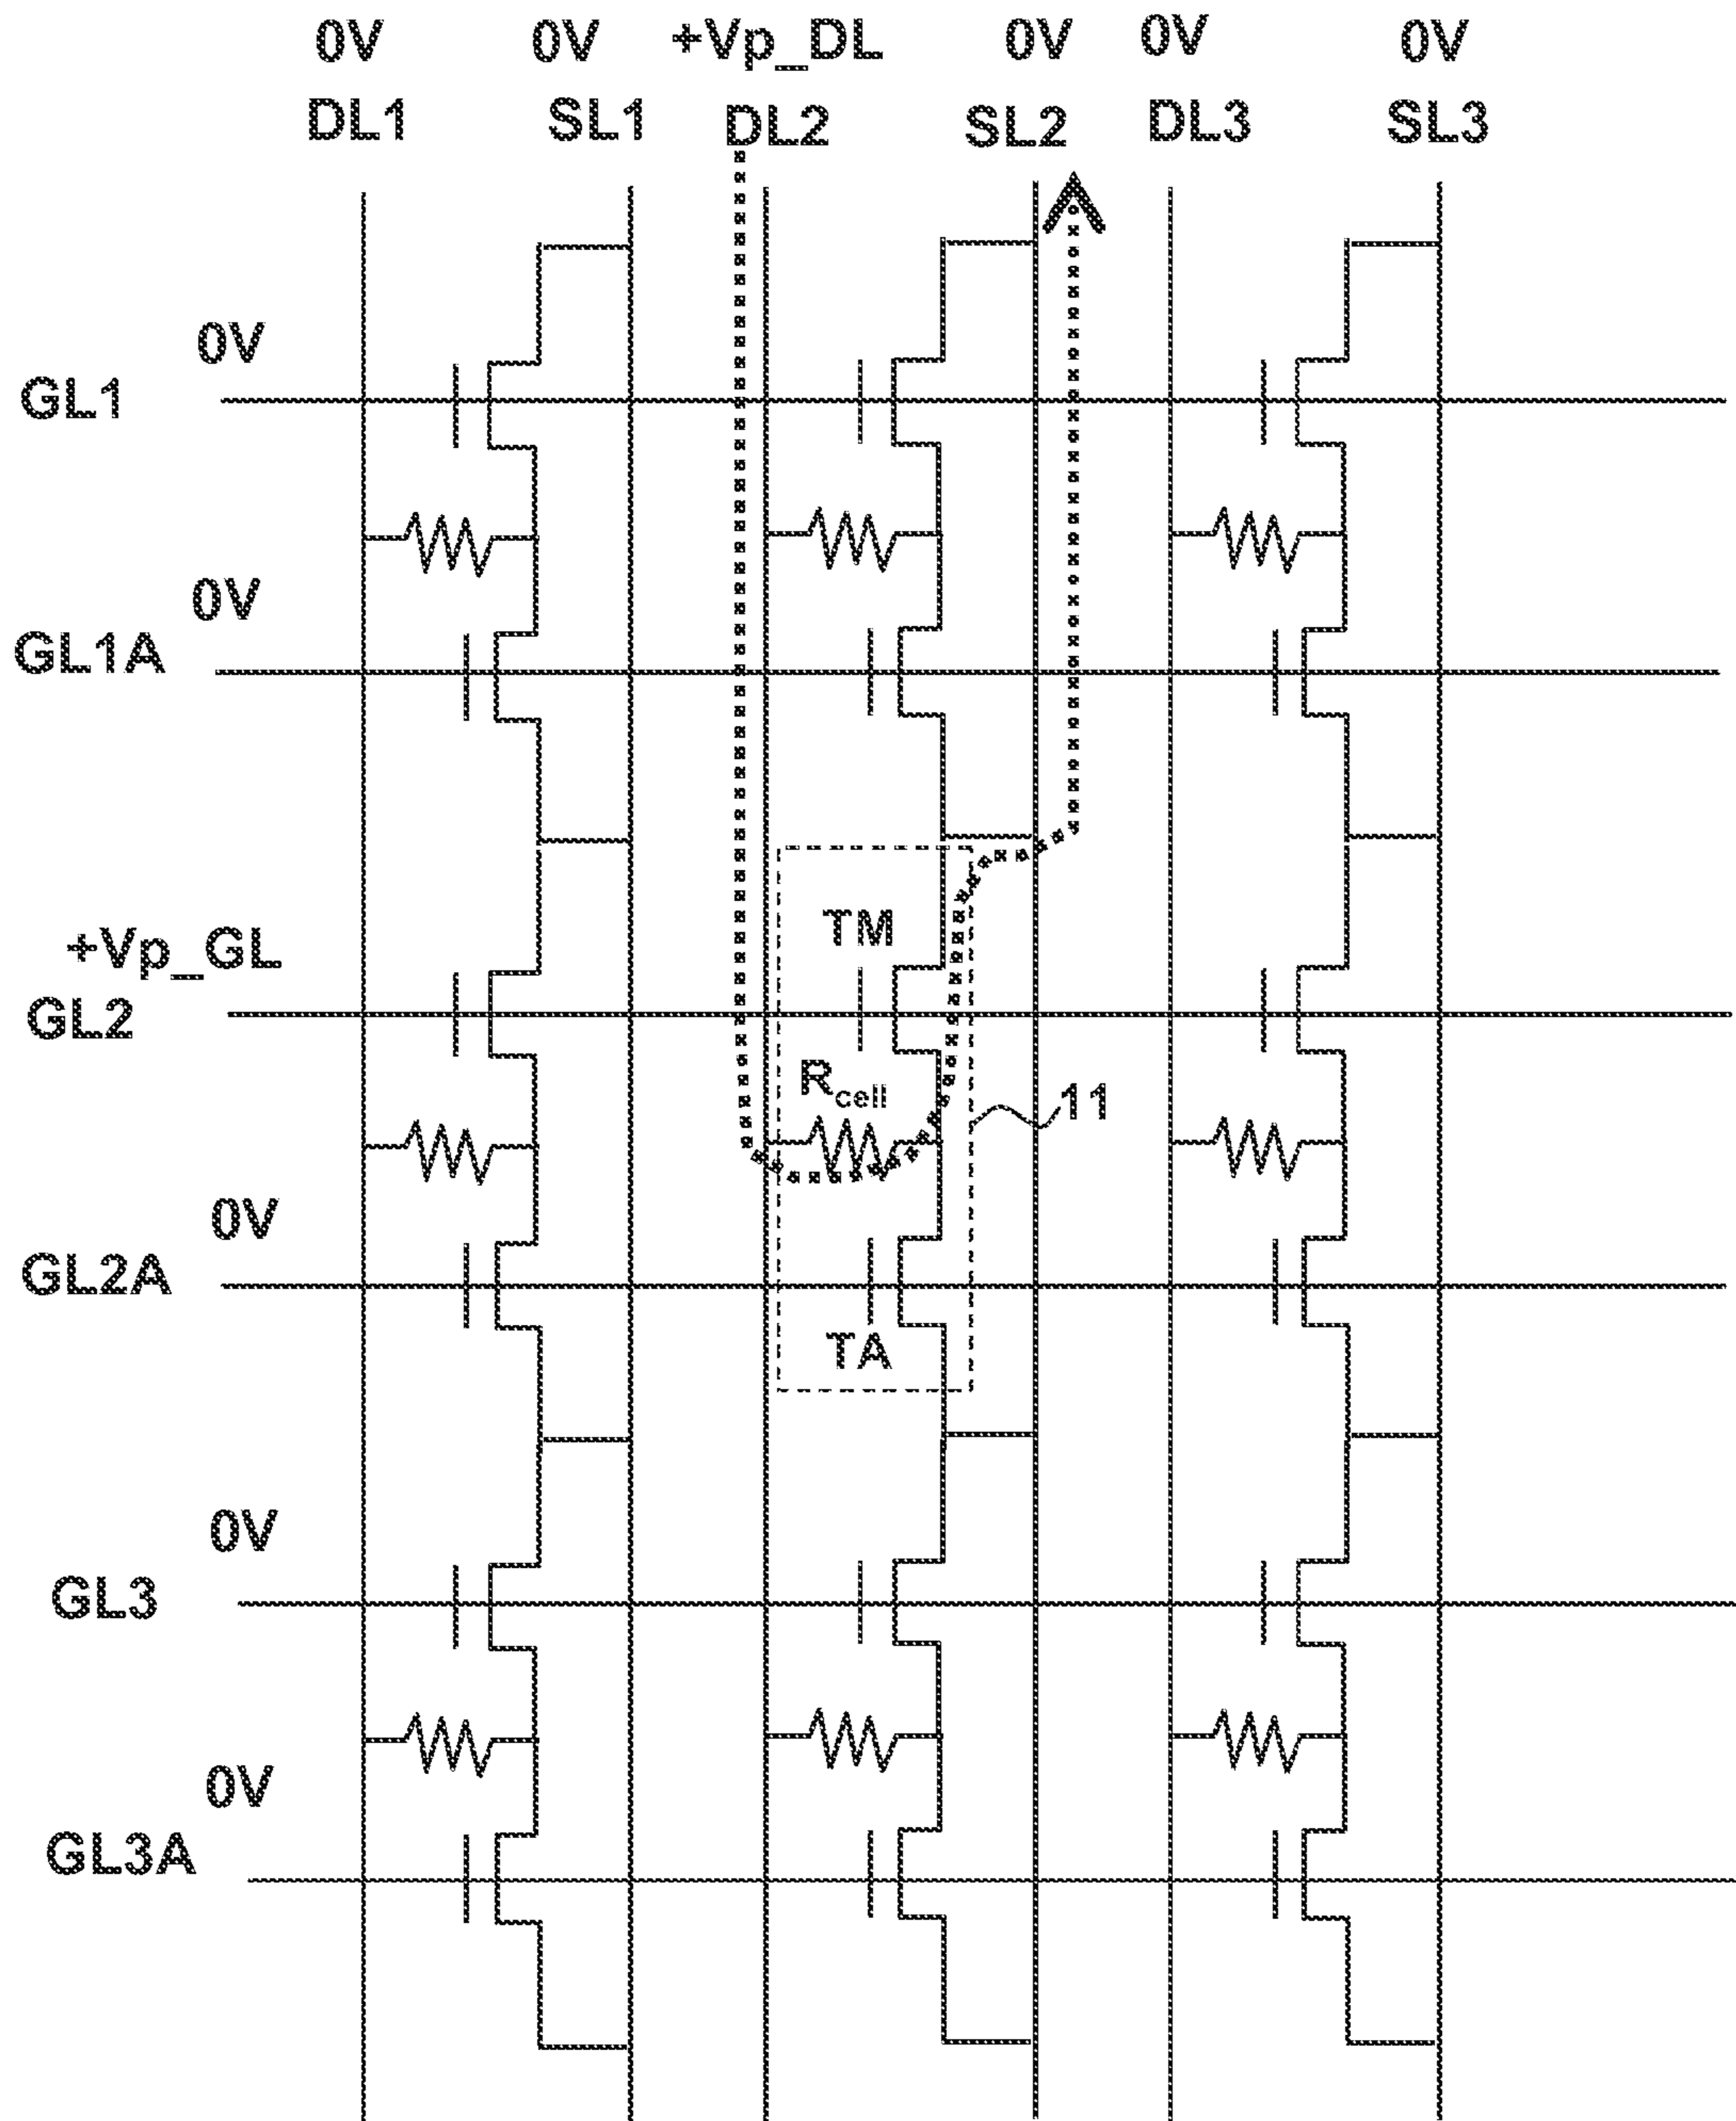 0V 0V +Vp_DL 0V 0V 0V
DL1 SL1 DL2 SL2 DL3 SL3
0V
GL1
0V
GL1A
TM
+Vp_GL
GL2
Rcell
11
0V
GL2A
TA
0V
GL3
0V
GL3A